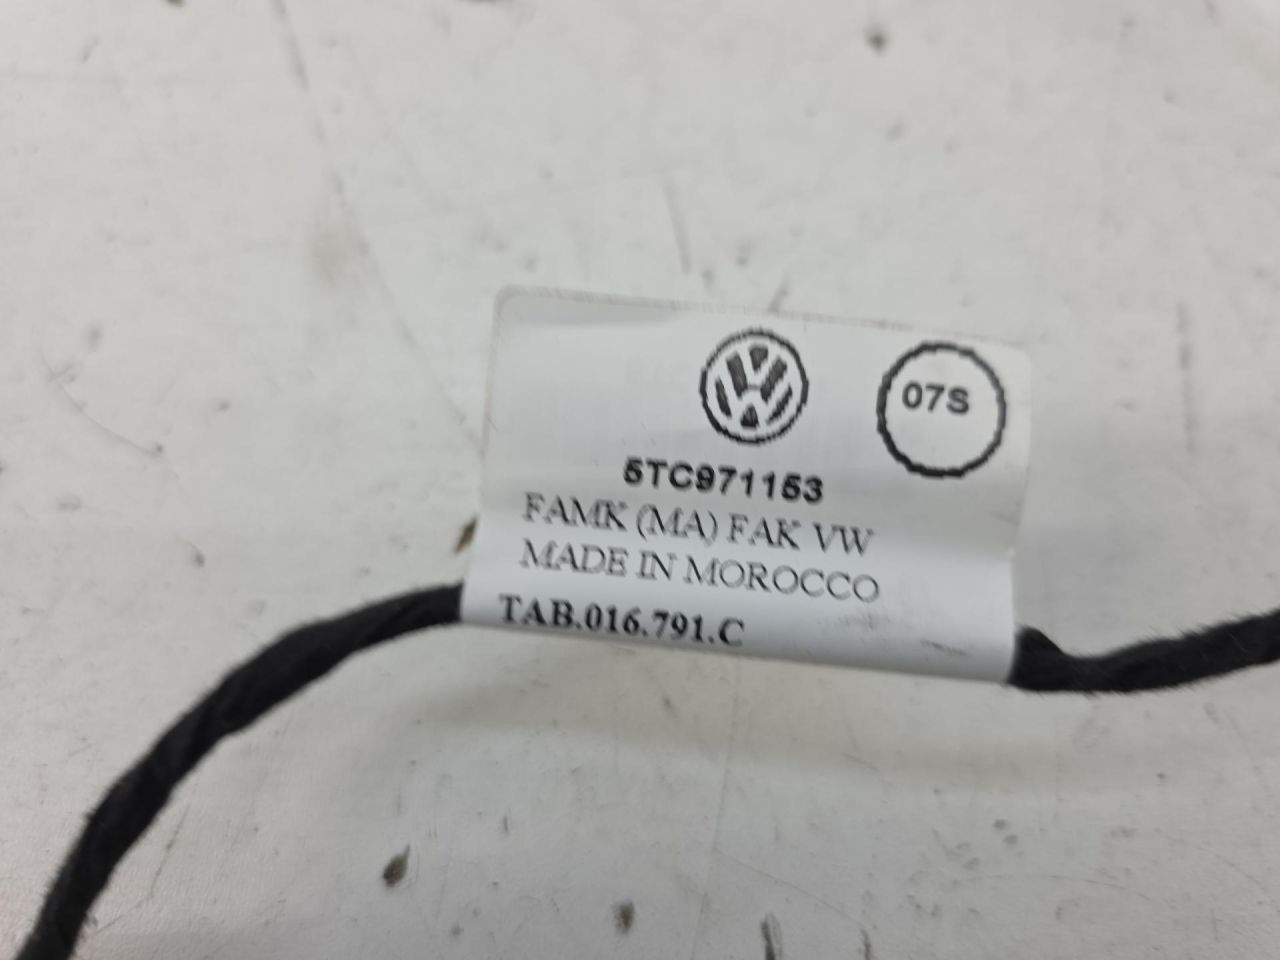 07S
5TC971153
FAMK (MA) FAK VW
MADE IN MOROCCO
TAB.016.791.C